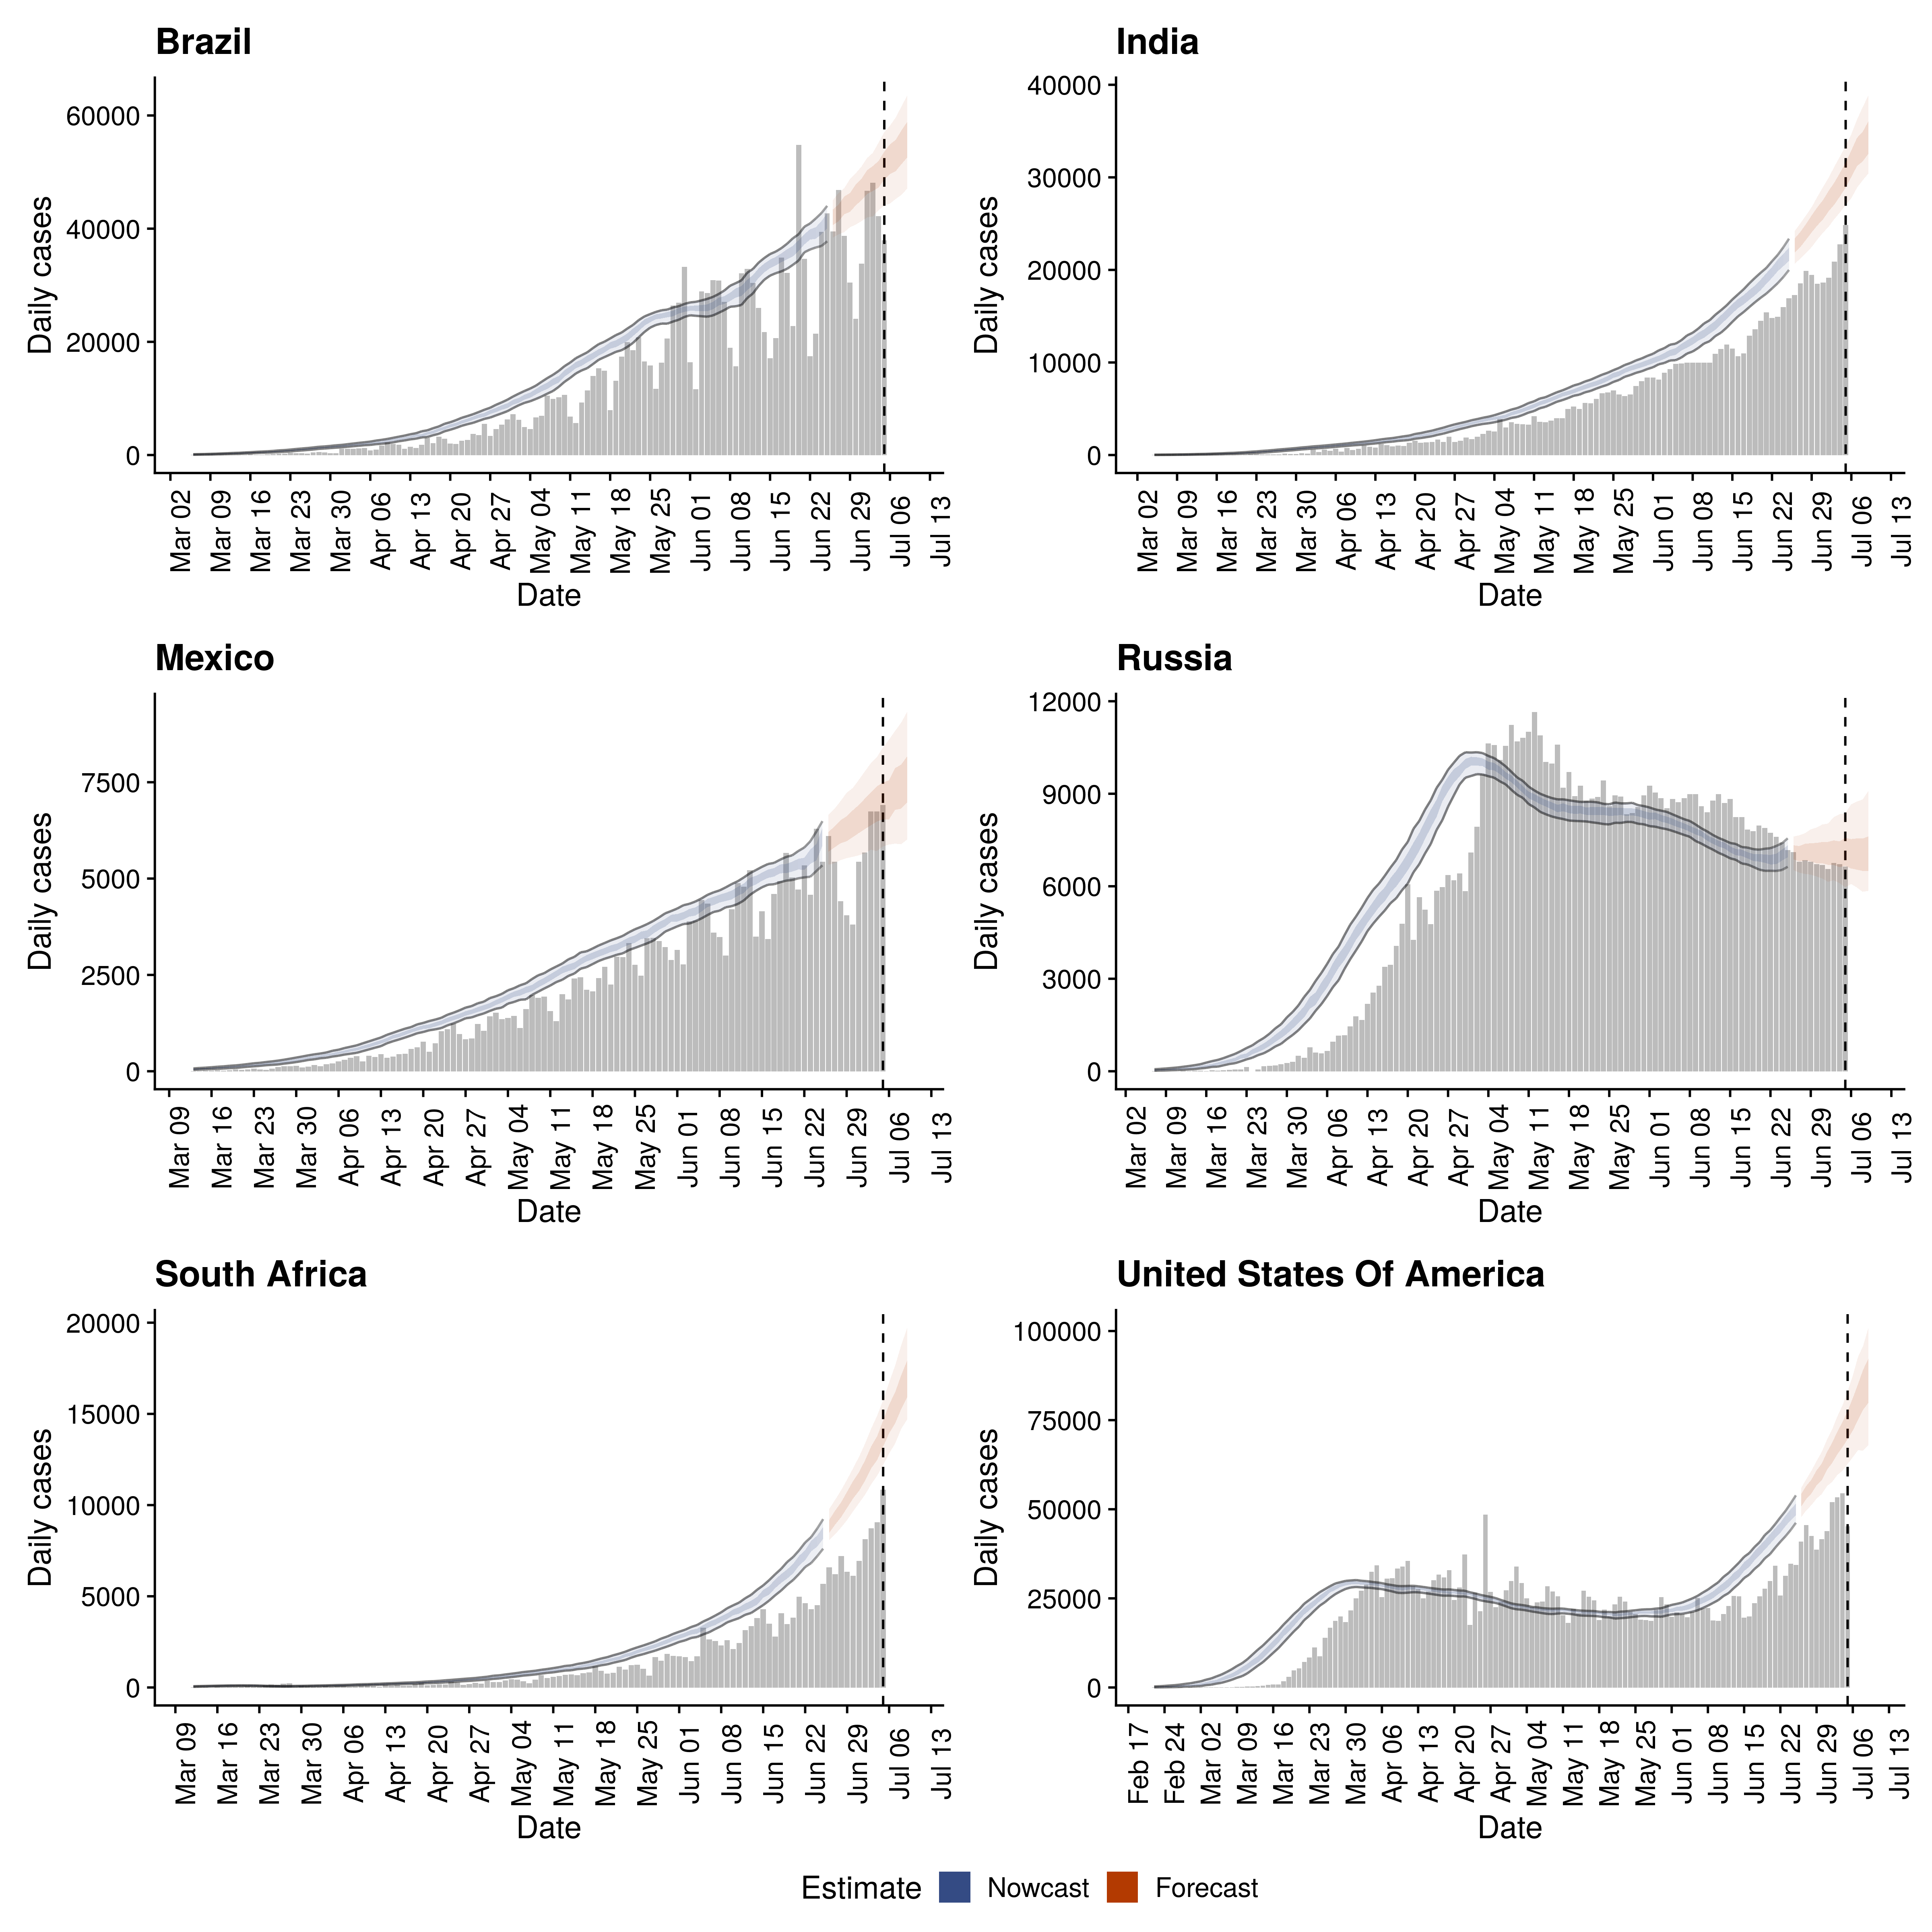 Brazil
Daily cases
60000
40000
20000
0
Mar 02 Mar 09 Mar 16 Mar 23 Mar 30 Apr 06 Apr 13 Apr 20 Apr 27 May 04 May 11 May 18 May 25 Jun 01 Jun 08 Jun 15 Jun 22 Jun 29 Jul 06 Jul 13
Date
India
Daily cases
40000
30000
20000
10000
0
Mar 02 Mar 09 Mar 16 Mar 23 Mar 30 Apr 06 Apr 13 Apr 20 Apr 27 May 04 May 11 May 18 May 25 Jun 01 Jun 08 Jun 15 Jun 22 Jun 29 Jul 06 Jul 13
Date
Mexico
Daily cases
7500
5000
2500
0
Mar 09 Mar 16 Mar 23 Mar 30 Apr 06 Apr 13 Apr 20 Apr 27 May 04 May 11 May 18 May 25 Jun 01 Jun 08 Jun 15 Jun 22 Jun 29 Jul 06 Jul 13
Date
Russia
Daily cases
12000
9000
6000
3000
0
Mar 02 Mar 09 Mar 16 Mar 23 Mar 30 Apr 06 Apr 13 Apr 20 Apr 27 May 04 May 11 May 18 May 25 Jun 01 Jun 08 Jun 15 Jun 22 Jun 29 Jul 06 Jul 13
Date
South Africa
Daily cases
20000
15000
10000
5000
0
Mar 09 Mar 16 Mar 23 Mar 30 Apr 06 Apr 13 Apr 20 Apr 27 May 04 May 11 May 18 May 25 Jun 01 Jun 08 Jun 15 Jun 22 Jun 29 Jul 06 Jul 13
Date
United States Of America
Daily cases
100000
75000
50000
25000
0
Feb 17 Feb 24 Mar 02 Mar 09 Mar 16 Mar 23 Mar 30 Apr 06 Apr 13 Apr 20 Apr 27 May 04 May 11 May 18 May 25 Jun 01 Jun 08 Jun 15 Jun 22 Jun 29 Jul 06 Jul 13
Date
Estimate Nowcast Forecast